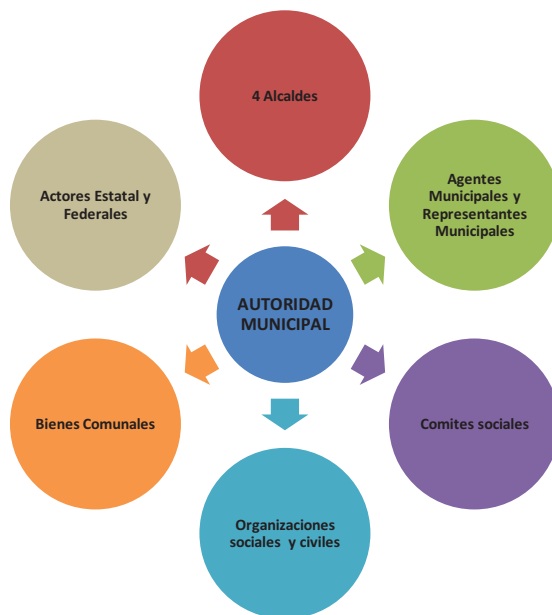 4 Alcaldes
Actores Estatal y
Federales
Agentes
Municipales y
Representantes
Municipales
AUTORIDAD
MUNICIPAL
Bienes Comunales
Comites sociales
Organizaciones
sociales y civiles